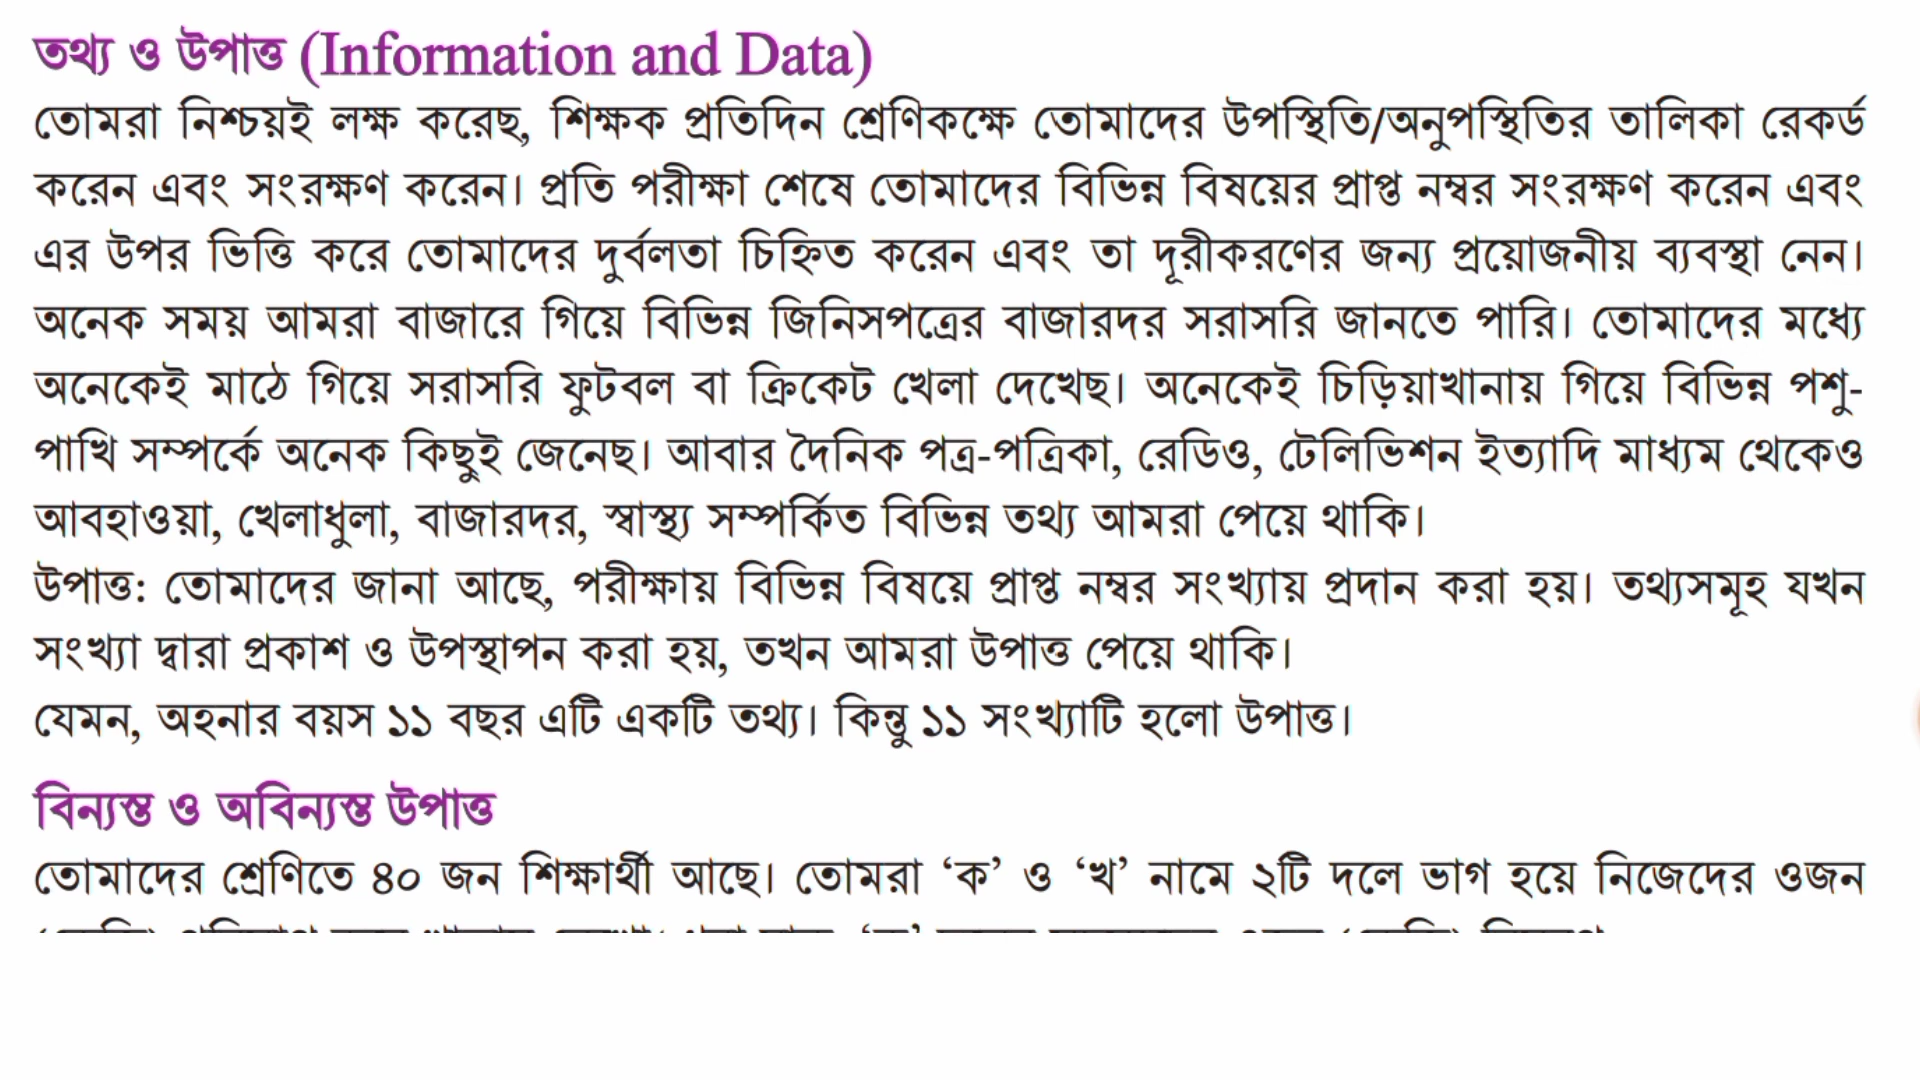 তথ্য ও উপাত্ত (Information and Data)
তোমরা নিশ্চয়ই লক্ষ করেছ, শিক্ষক প্রতিদিন শ্রেণিকক্ষে তোমাদের উপস্থিতি/অনুপস্থিতির তালিকা রেকর্ড
করেন এবং সংরক্ষণ করেন। প্রতি পরীক্ষা শেষে তোমাদের বিভিন্ন বিষয়ের প্রাপ্ত নম্বর সংরক্ষণ করেন এবং
এর উপর ভিত্তি করে তোমাদের দুর্বলতা চিহ্নিত করেন এবং তা দূরীকরণের জন্য প্রয়োজনীয় ব্যবস্থা নেন।
অনেক সময় আমরা বাজারে গিয়ে বিভিন্ন জিনিসপত্রের বাজারদর সরাসরি জানতে পারি। তোমাদের মধ্যে
অনেকেই মাঠে গিয়ে সরাসরি ফুটবল বা ক্রিকেট খেলা দেখেছ। অনেকেই চিড়িয়াখানায় গিয়ে বিভিন্ন পশু-
পাখি সম্পর্কে অনেক কিছুই জেনেছ। আবার দৈনিক পত্র-পত্রিকা, রেডিও, টেলিভিশন ইত্যাদি মাধ্যম থেকেও
আবহাওয়া, খেলাধুলা, বাজারদর, স্বাস্থ্য সম্পর্কিত বিভিন্ন তথ্য আমরা পেয়ে থাকি।
উপাত্ত: তোমাদের জানা আছে, পরীক্ষায় বিভিন্ন বিষয়ে প্রাপ্ত নম্বর সংখ্যায় প্রদান করা হয়। তথ্যসমূহ যখন
সংখ্যা দ্বারা প্রকাশ ও উপস্থাপন করা হয়, তখন আমরা উপাত্ত পেয়ে থাকি।
যেমন, অহনার বয়স ১১ বছর এটি একটি তথ্য। কিন্তু ১১ সংখ্যাটি হলো উপাত্ত।
বিন্যস্ত ও অবিন্যস্ত উপাত্ত
তোমাদের শ্রেণিতে ৪০ জন শিক্ষার্থী আছে। তোমরা ‘ক’ ও ‘খ’ নামে ২টি দলে ভাগ হয়ে নিজেদের ওজন